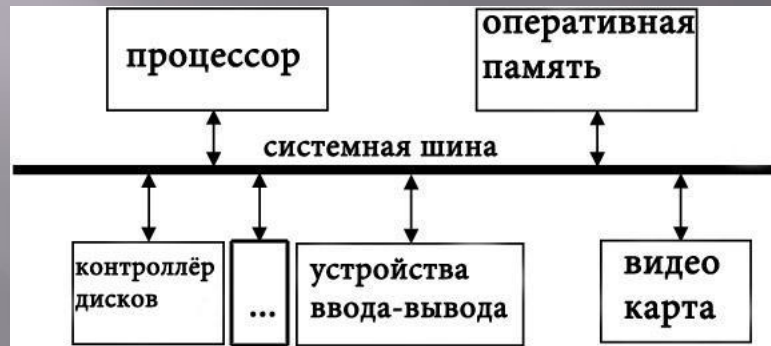 процессор
оперативная
память
системная шина
контроллёр
дисков
...
устройства
ввода-вывода
видео
карта